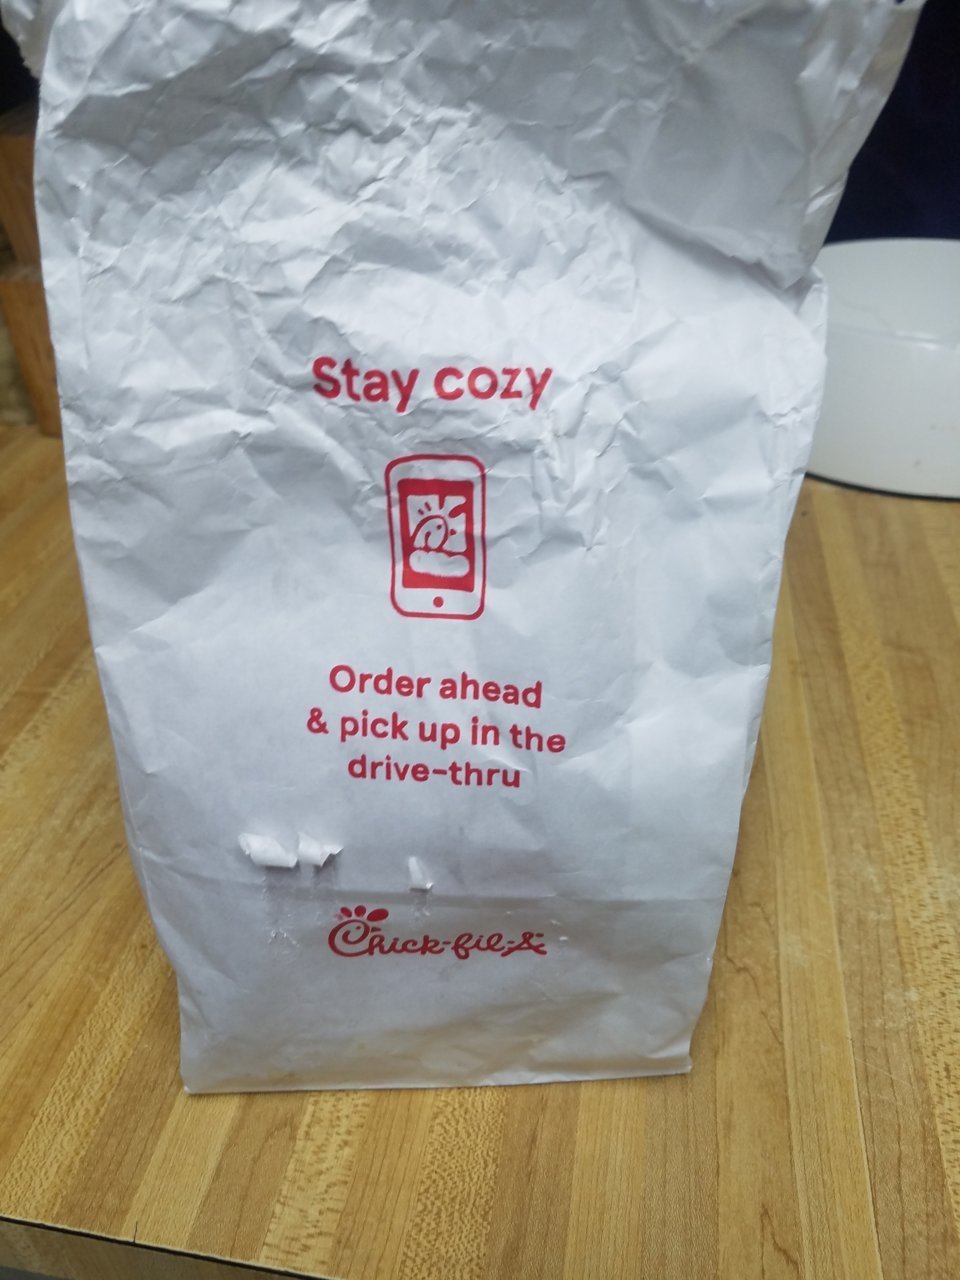 Stay cozy
Order ahead
& pick up in the
drive-thru
Chick-fil-A